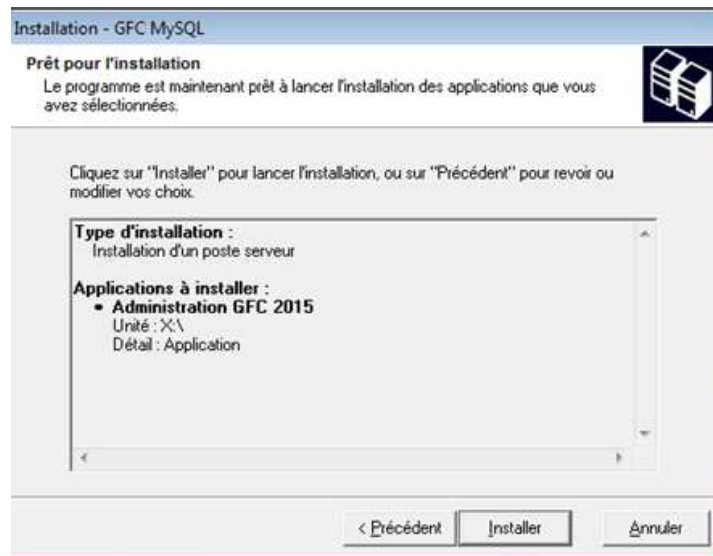 Installation - GFC MySQL
Prêt pour l'installation
Le programme est maintenant prêt à lancer l'installation des applications que vous
avez sélectionnées.
Cliquez sur "Installer" pour lancer l'installation, ou sur "Précédent" pour revoir ou
modifier vos choix.
Type d'installation :
Installation d'un poste serveur
Applications à installer :
• Administration GFC 2015
Unité : X:\
Détail : Application
< Précédent
Installer
Annuler